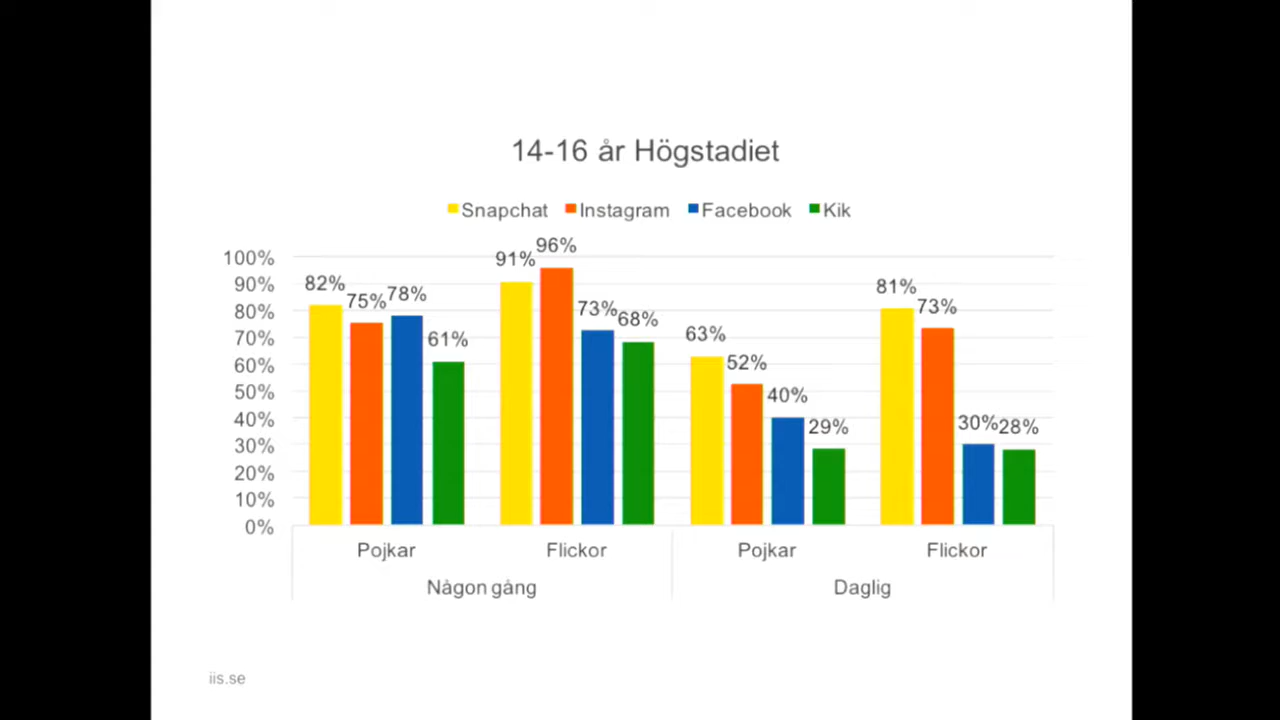 14-16 år Högstadiet
Snapchat Instagram Facebook Kik
100%
90%
80%
70%
60%
50%
40%
30%
20%
10%
0%
82% 75% 78% 61%
91% 96% 73% 68%
63% 52% 40% 29%
81% 73% 30% 28%
Pojkar Flickor Pojkar Flickor
Någon gång Daglig
iis.se